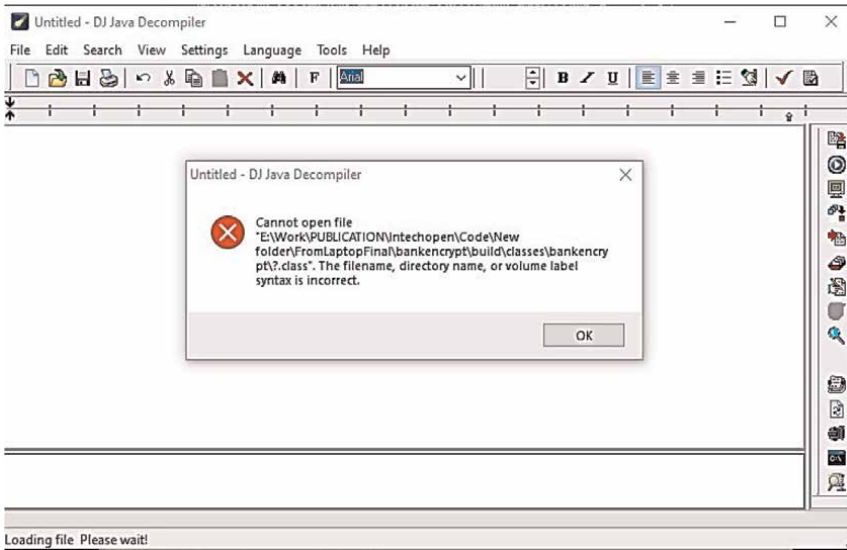 Untitled - DJ Java Decompiler
File Edit Search View Settings Language Tools Help
F Arial B I U
Untitled - DJ Java Decompiler
Cannot open file
"E:\Work\PUBLICATION\Intechopen\Code\New
folder\FromLaptopFinal\bankencrypt\build\classes\bankencry
pt\?.class". The filename, directory name, or volume label
syntax is incorrect.
OK
Loading file Please wait!